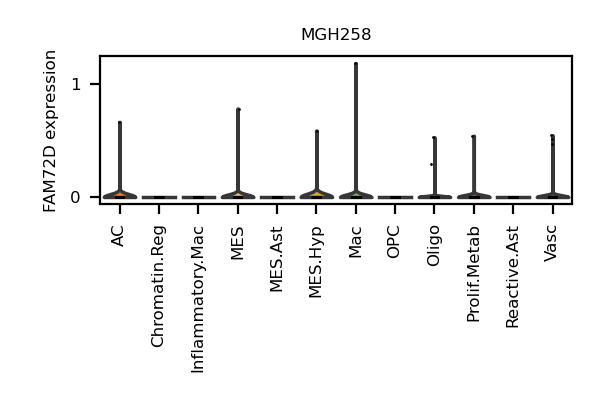 MGH258
FAM72D expression
1
0
AC
Chromatin.Reg
Inflammatory.Mac
MES
MES.Ast
MES.Hyp
Mac
OPC
Oligo
Prolif.Metab
Reactive.Ast
Vasc